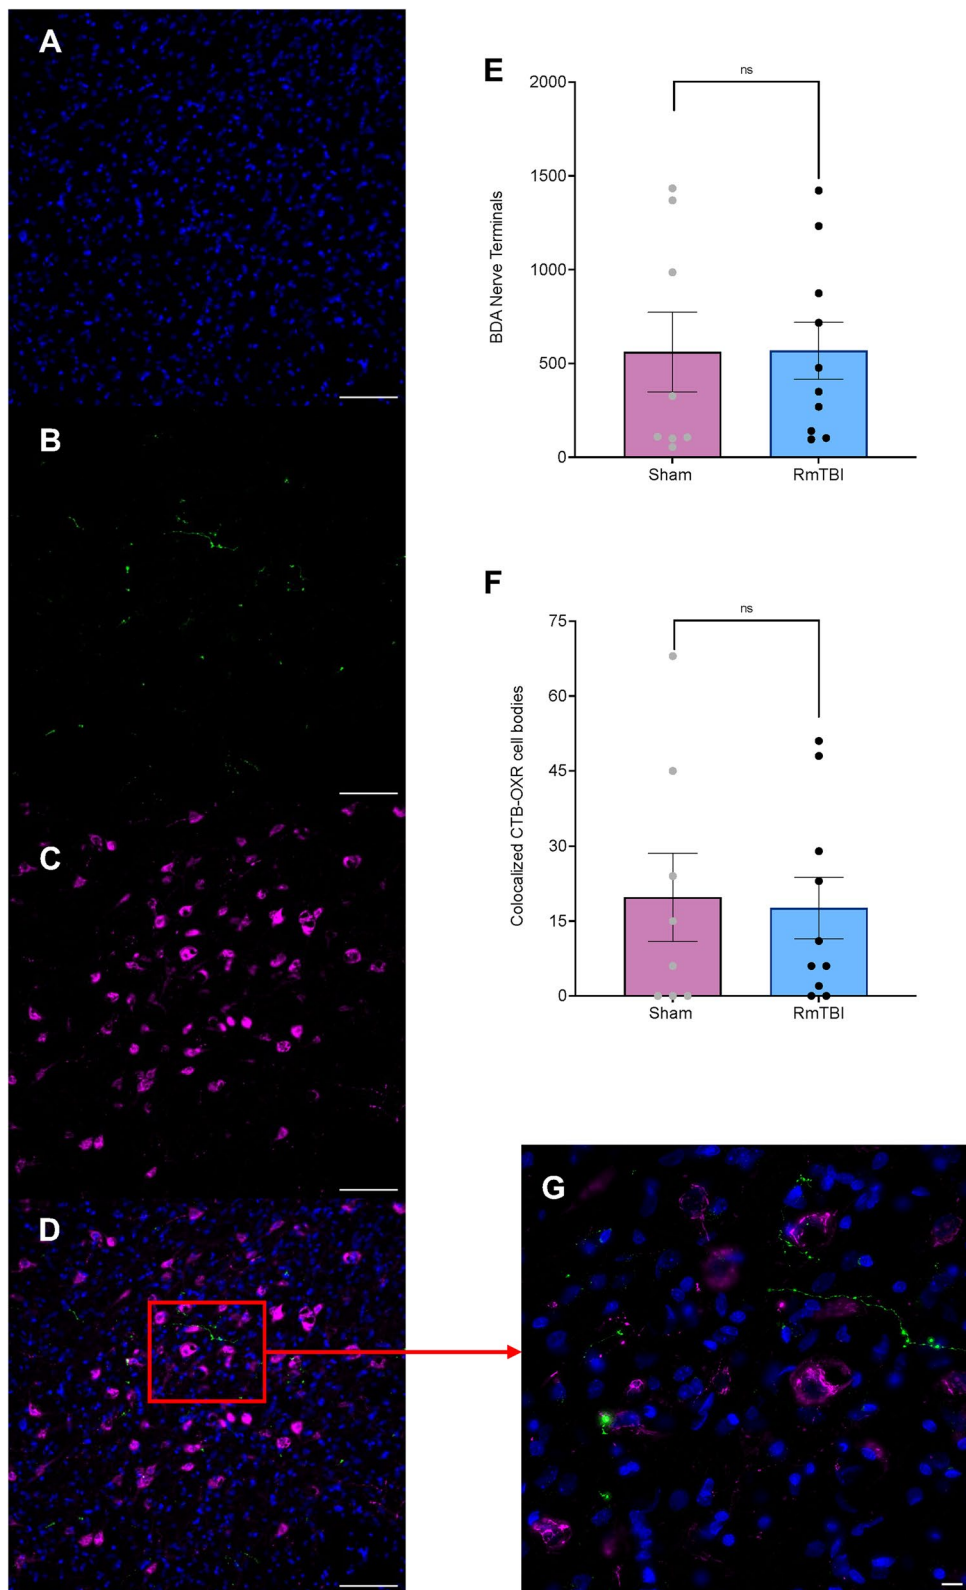 A
B
C
D
E
ns
2000
1500
1000
500
0
BDA Nerve Terminals
Sham
RmTBI
F
ns
75
60
45
30
15
0
Colocalized CTB-OXR cell bodies
Sham
RmTBI
G